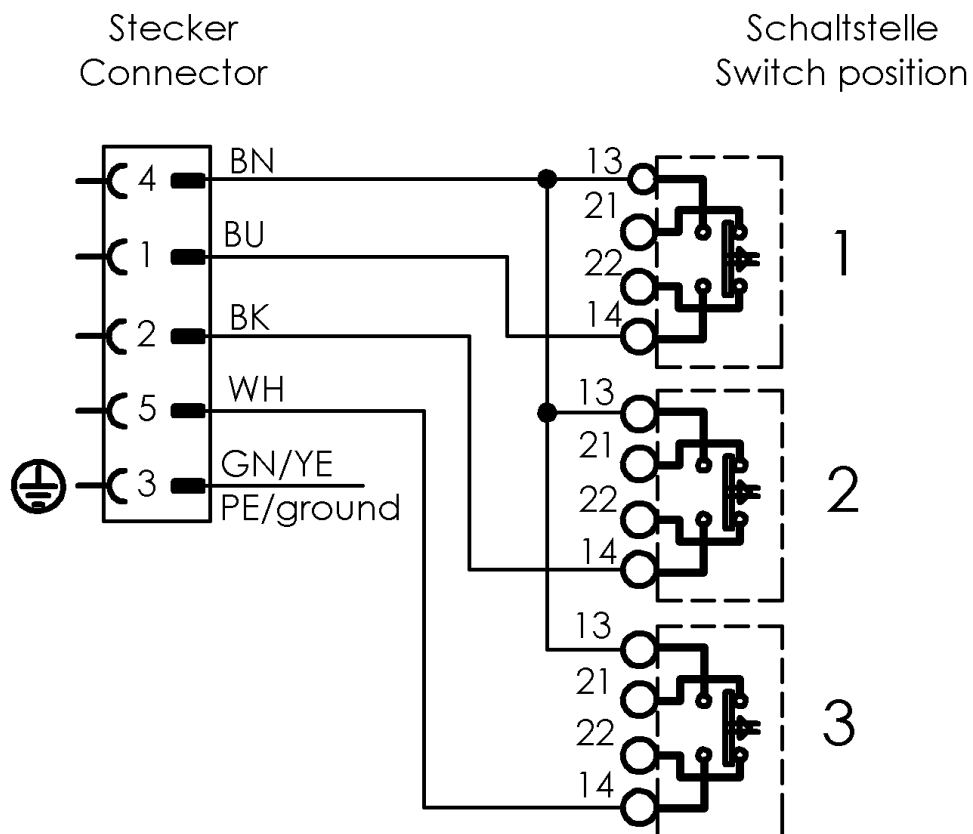 Stecker
Connector
Schaltstelle
Switch position
4 BN
1 BU
2 BK
5 WH
3 GN/YE
PE/ground
13
21
22
14
1
13
21
22
14
2
13
21
22
14
3